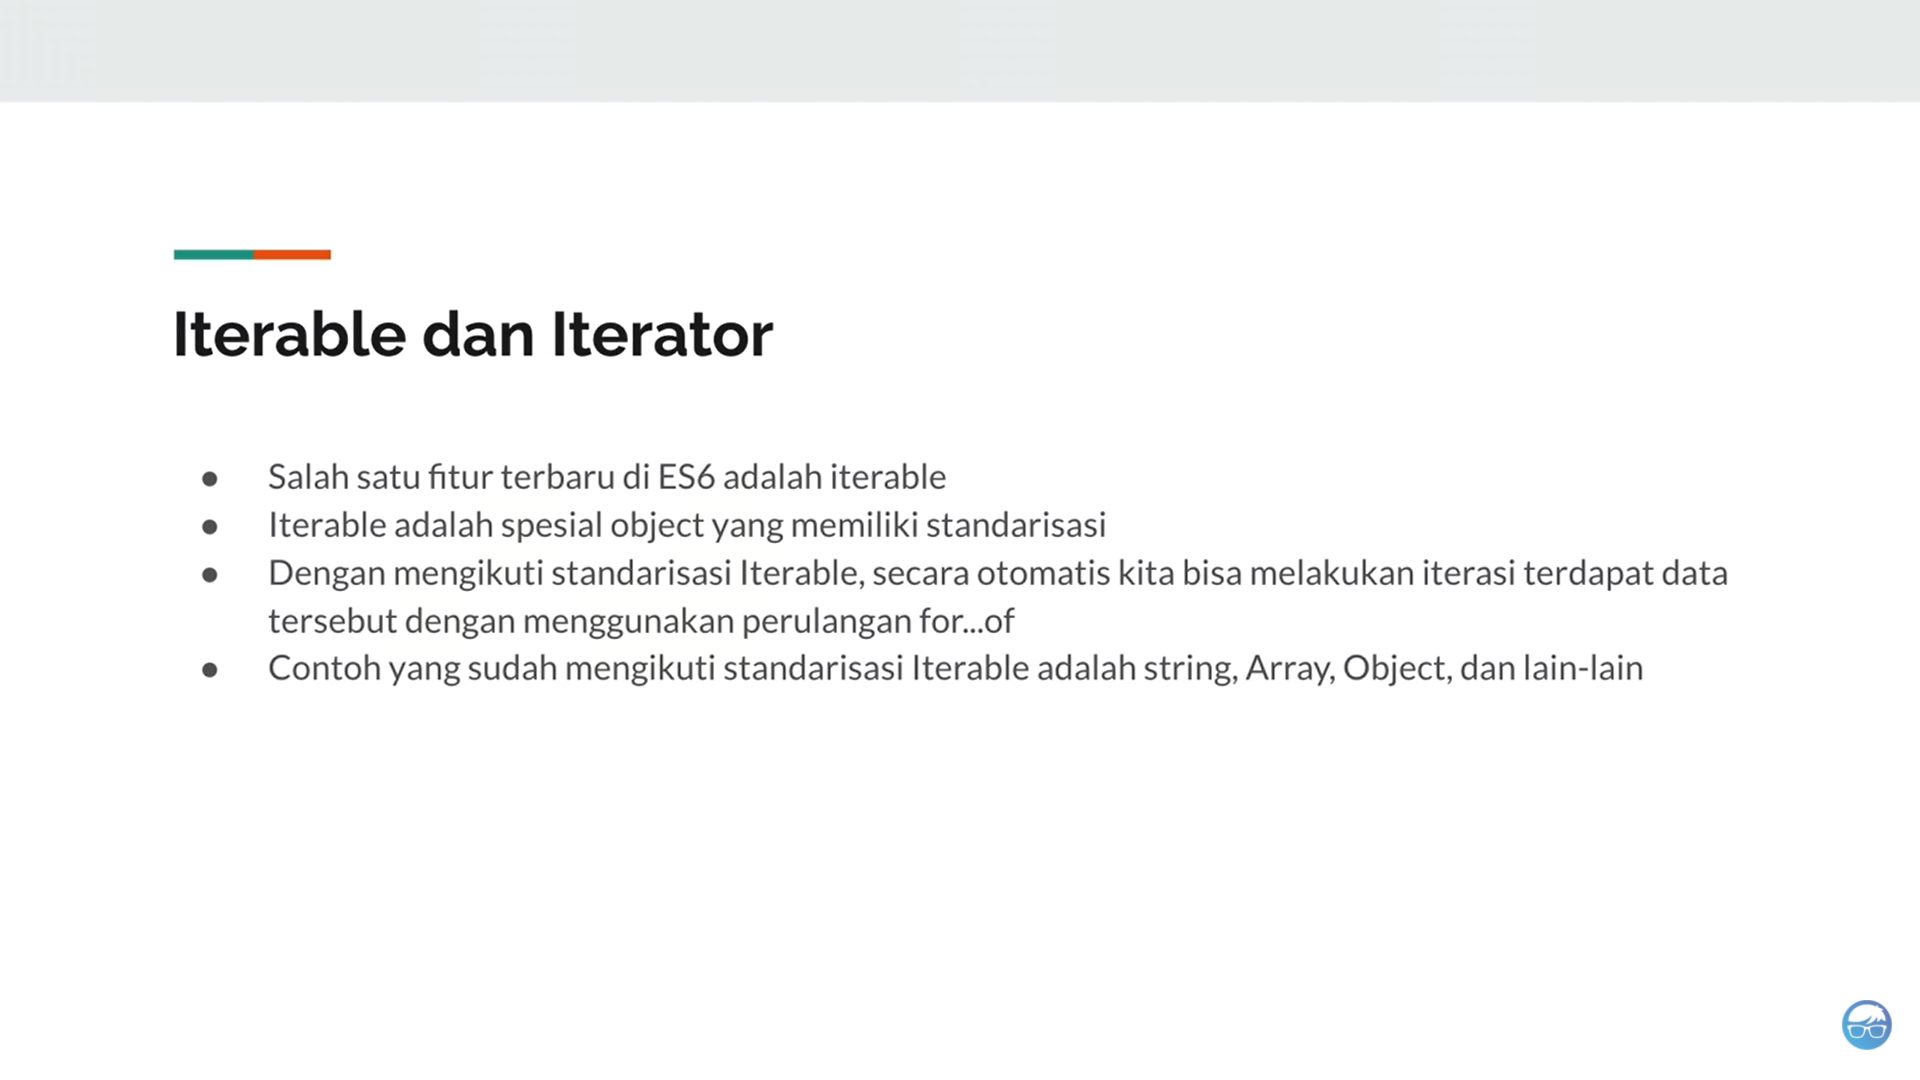 Iterable dan Iterator
● Salah satu fitur terbaru di ES6 adalah iterable
● Iterable adalah spesial object yang memiliki standarisasi
● Dengan mengikuti standarisasi Iterable, secara otomatis kita bisa melakukan iterasi terdapat data
tersebut dengan menggunakan perulangan for...of
● Contoh yang sudah mengikuti standarisasi Iterable adalah string, Array, Object, dan lain-lain